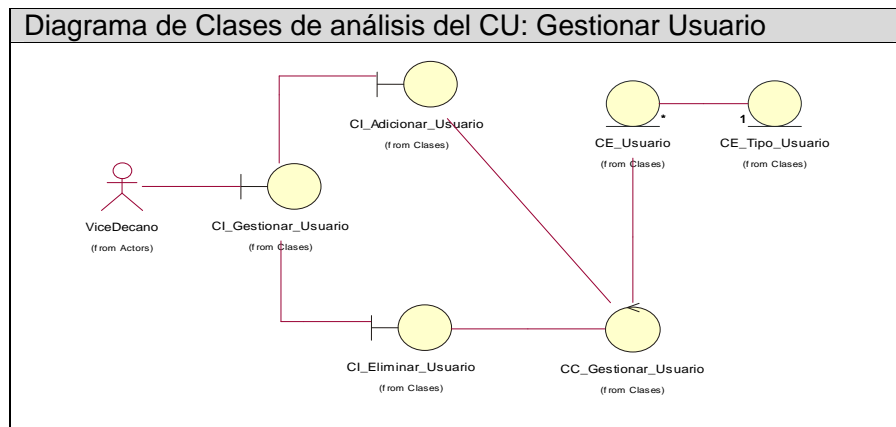 Diagrama de Clases de análisis del CU: Gestionar Usuario
CI_Adicionar_Usuario
(from Clases)
CE_Usuario
(from Clases)
*
1
CE_Tipo_Usuario
(from Clases)
ViceDecano
(from Actors)
CI_Gestionar_Usuario
(from Clases)
CI_Eliminar_Usuario
(from Clases)
CC_Gestionar_Usuario
(from Clases)